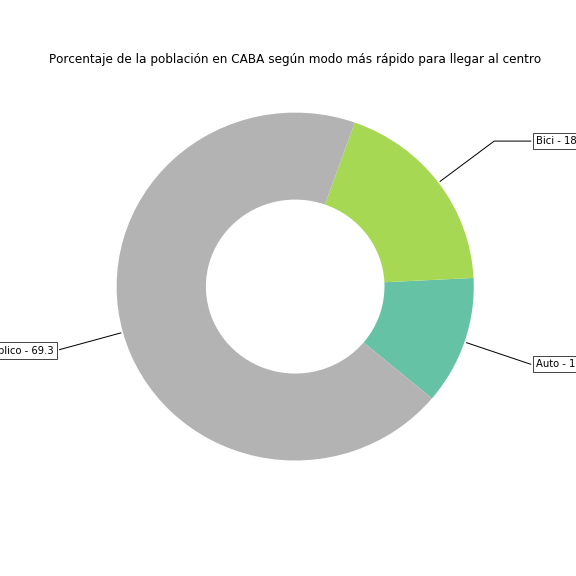 Porcentaje de la población en CABA según modo más rápido para llegar al centro
Bici - 18
blico - 69.3
Auto - 1